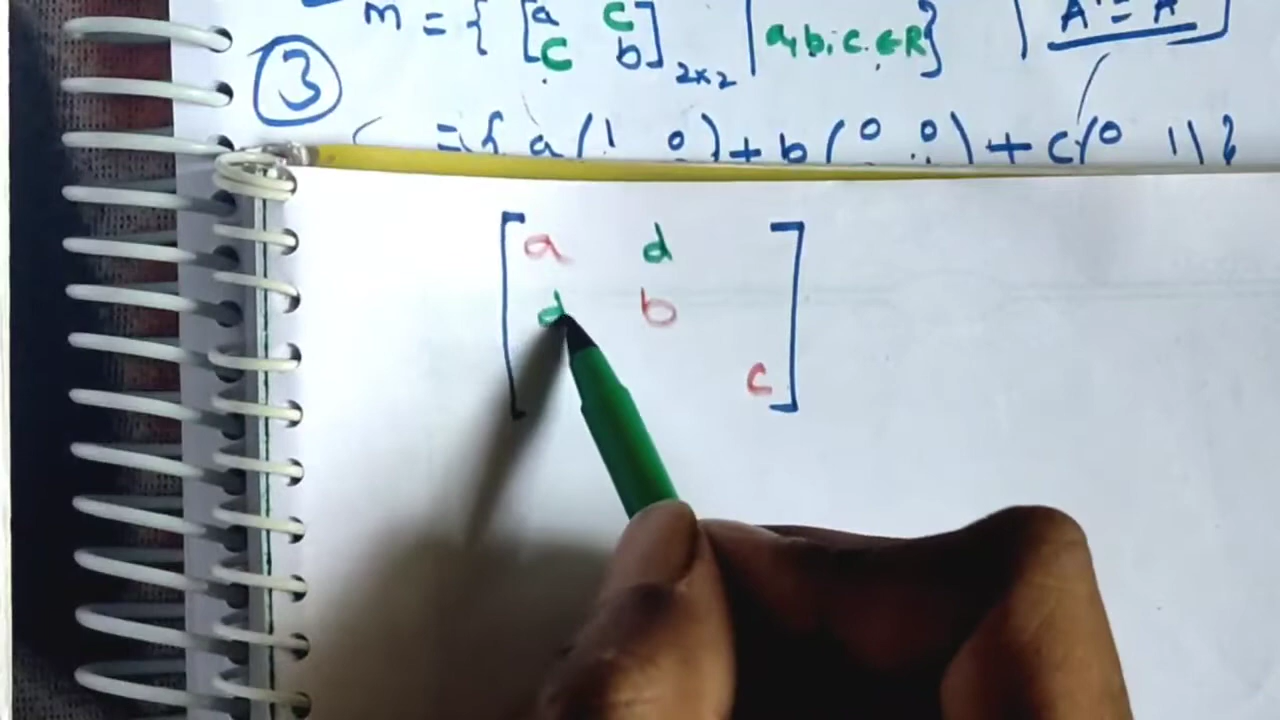 m = { [a c] | a, b, c ∈ R } | A' = A ]
[c b] 2x2
3
= { a (1 0) + b (0 0) + c (0 1) }
[ a d ]
d b
c